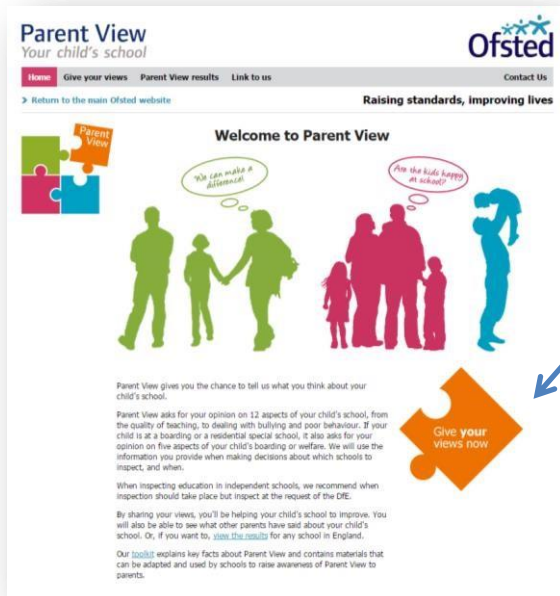 Parent View
Your child's school
Ofsted
Home Give your views Parent View results Link to us Contact Us
Return to the main Ofsted website
Raising standards, improving lives
Parent
View
Welcome to Parent View
We can make a
difference!
Are the kids happy
at school?
Parent View gives you the chance to tell us what you think about your
child's school.
Parent View asks for your opinion on 12 aspects of your child's school, from
the quality of teaching, to dealing with bullying and poor behaviour. If your
child is at a boarding or a residential special school, it also asks for your
opinion on five aspects of your child's boarding or welfare. We will use the
information you provide when making decisions about which schools to
inspect, and when.
When inspecting education in independent schools, we recommend when
inspection should take place but inspect at the request of the DfE.
By sharing your views, you'll be helping your child's school to improve. You
will also be able to see what other parents have said about your child's
school. Or, if you want to, view the results for any school in England.
Our toolkit explains key facts about Parent View and contains materials that
can be adapted and used by schools to raise awareness of Parent View to
parents.
Give your
views now